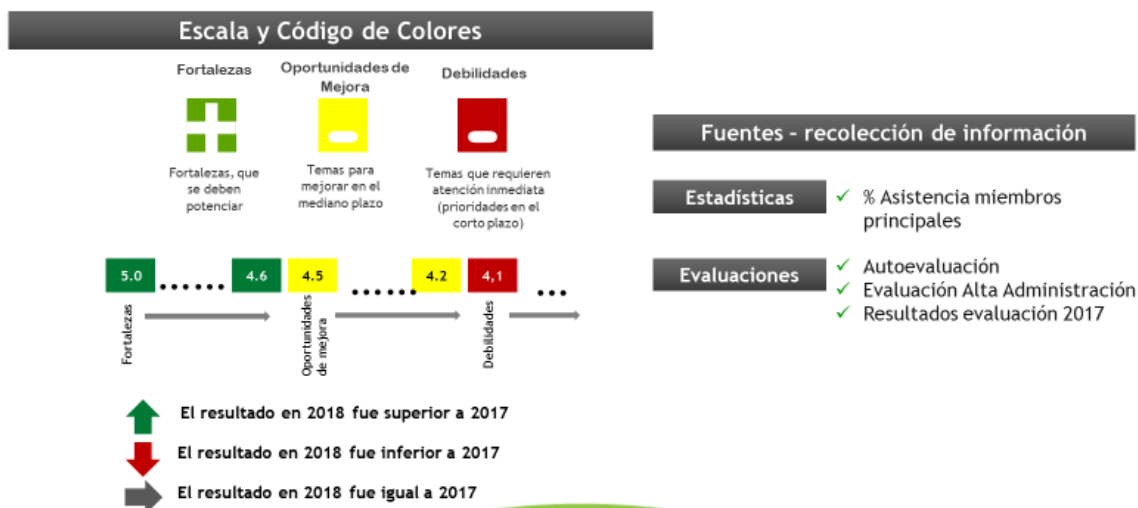 Escala y Código de Colores
Fortalezas
Oportunidades de
Mejora
Debilidades
Fortalezas, que
se deben
potenciar
Temas para
mejorar en el
mediano plazo
Temas que requieren
atención inmediata
(prioridades en el
corto plazo)
5.0
......
4.6
4.5
......
4.2
4,1
...
Fortalezas
Oportunidades
de mejora
Debilidades
El resultado en 2018 fue superior a 2017
El resultado en 2018 fue inferior a 2017
El resultado en 2018 fue igual a 2017
Fuentes - recolección de información
Estadísticas
✓ % Asistencia miembros
principales
Evaluaciones
✓ Autoevaluación
✓ Evaluación Alta Administración
✓ Resultados evaluación 2017